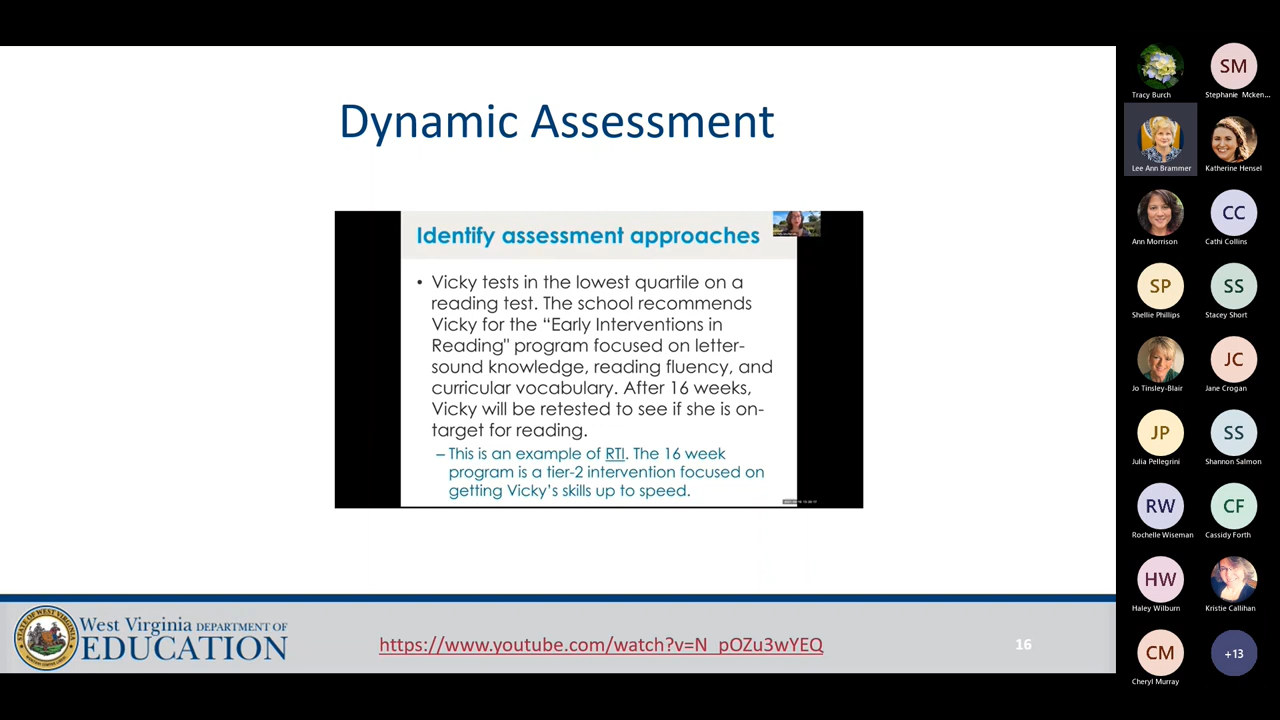 Dynamic Assessment
Identify assessment approaches
• Vicky tests in the lowest quartile on a
reading test. The school recommends
Vicky for the “Early Interventions in
Reading" program focused on letter-
sound knowledge, reading fluency, and
curricular vocabulary. After 16 weeks,
Vicky will be retested to see if she is on-
target for reading.
– This is an example of RTI. The 16 week
program is a tier-2 intervention focused on
getting Vicky’s skills up to speed.
West Virginia DEPARTMENT OF
EDUCATION
https://www.youtube.com/watch?v=N_pOZu3wYEQ
16
Tracy Burch
SM
Stephanie Mcken...
Lee Ann Brammer
Katherine Hensel
Ann Morrison
CC
Cathi Collins
SP
Shellie Phillips
SS
Stacey Short
Jo Tinsley-Blair
JC
Jane Crogan
JP
Julia Pellegrini
SS
Shannon Salmon
RW
Rochelle Wiseman
CF
Cassidy Forth
HW
Haley Wilburn
Kristie Callihan
CM
Cheryl Murray
+13